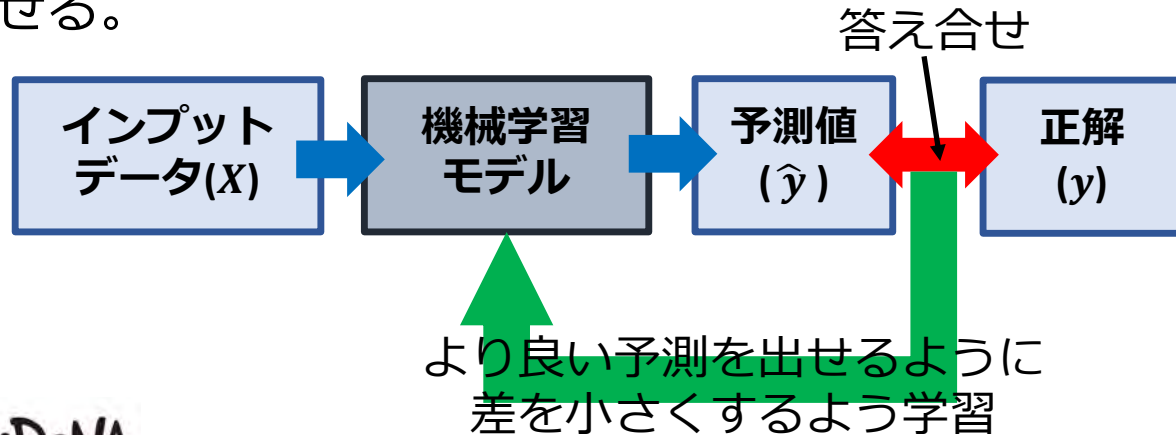 せる。
答え合せ
インプット
データ(X)
機械学習
モデル
予測値
(ŷ)
正解
(y)
より良い予測を出せるように
差を小さくするよう学習